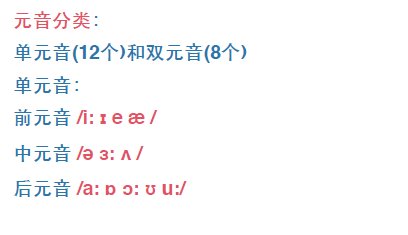 元音分类:
单元音(12个)和双元音(8个)
单元音:
前元音 /i: ɪ e æ /
中元音 /ə ɜ: ʌ /
后元音 /a: ɒ ɔ: ʊ u:/